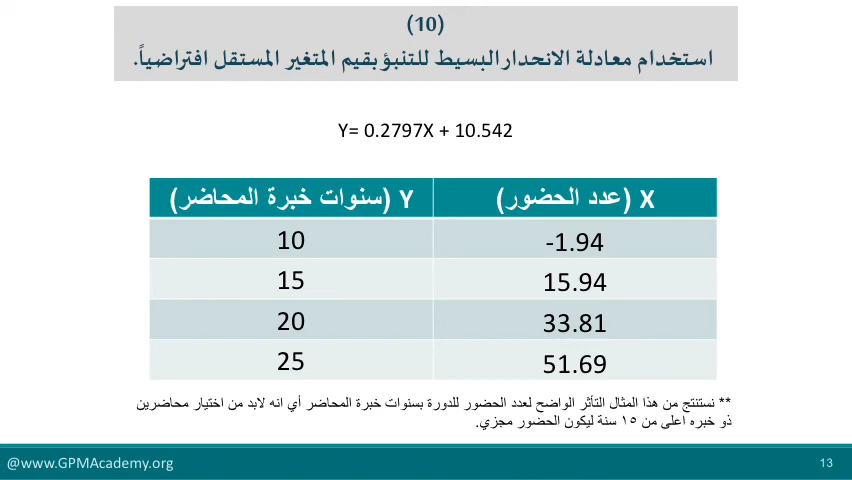 (10)
استخدام معادلة الانحدار البسيط للتنبؤ بقيم المتغير المستقل افتراضياً.
Y= 0.2797X + 10.542
X (عدد الحضور) Y (سنوات خبرة المحاضر)
-1.94 10
15.94 15
33.81 20
51.69 25
** نستنتج من هذا المثال التأثر الواضح لعدد الحضور للدورة بسنوات خبرة المحاضر أي انه لابد من اختيار محاضرين
ذو خبره اعلى من ١٥ سنة ليكون الحضور مجزي.
@www.GPMAcademy.org
13